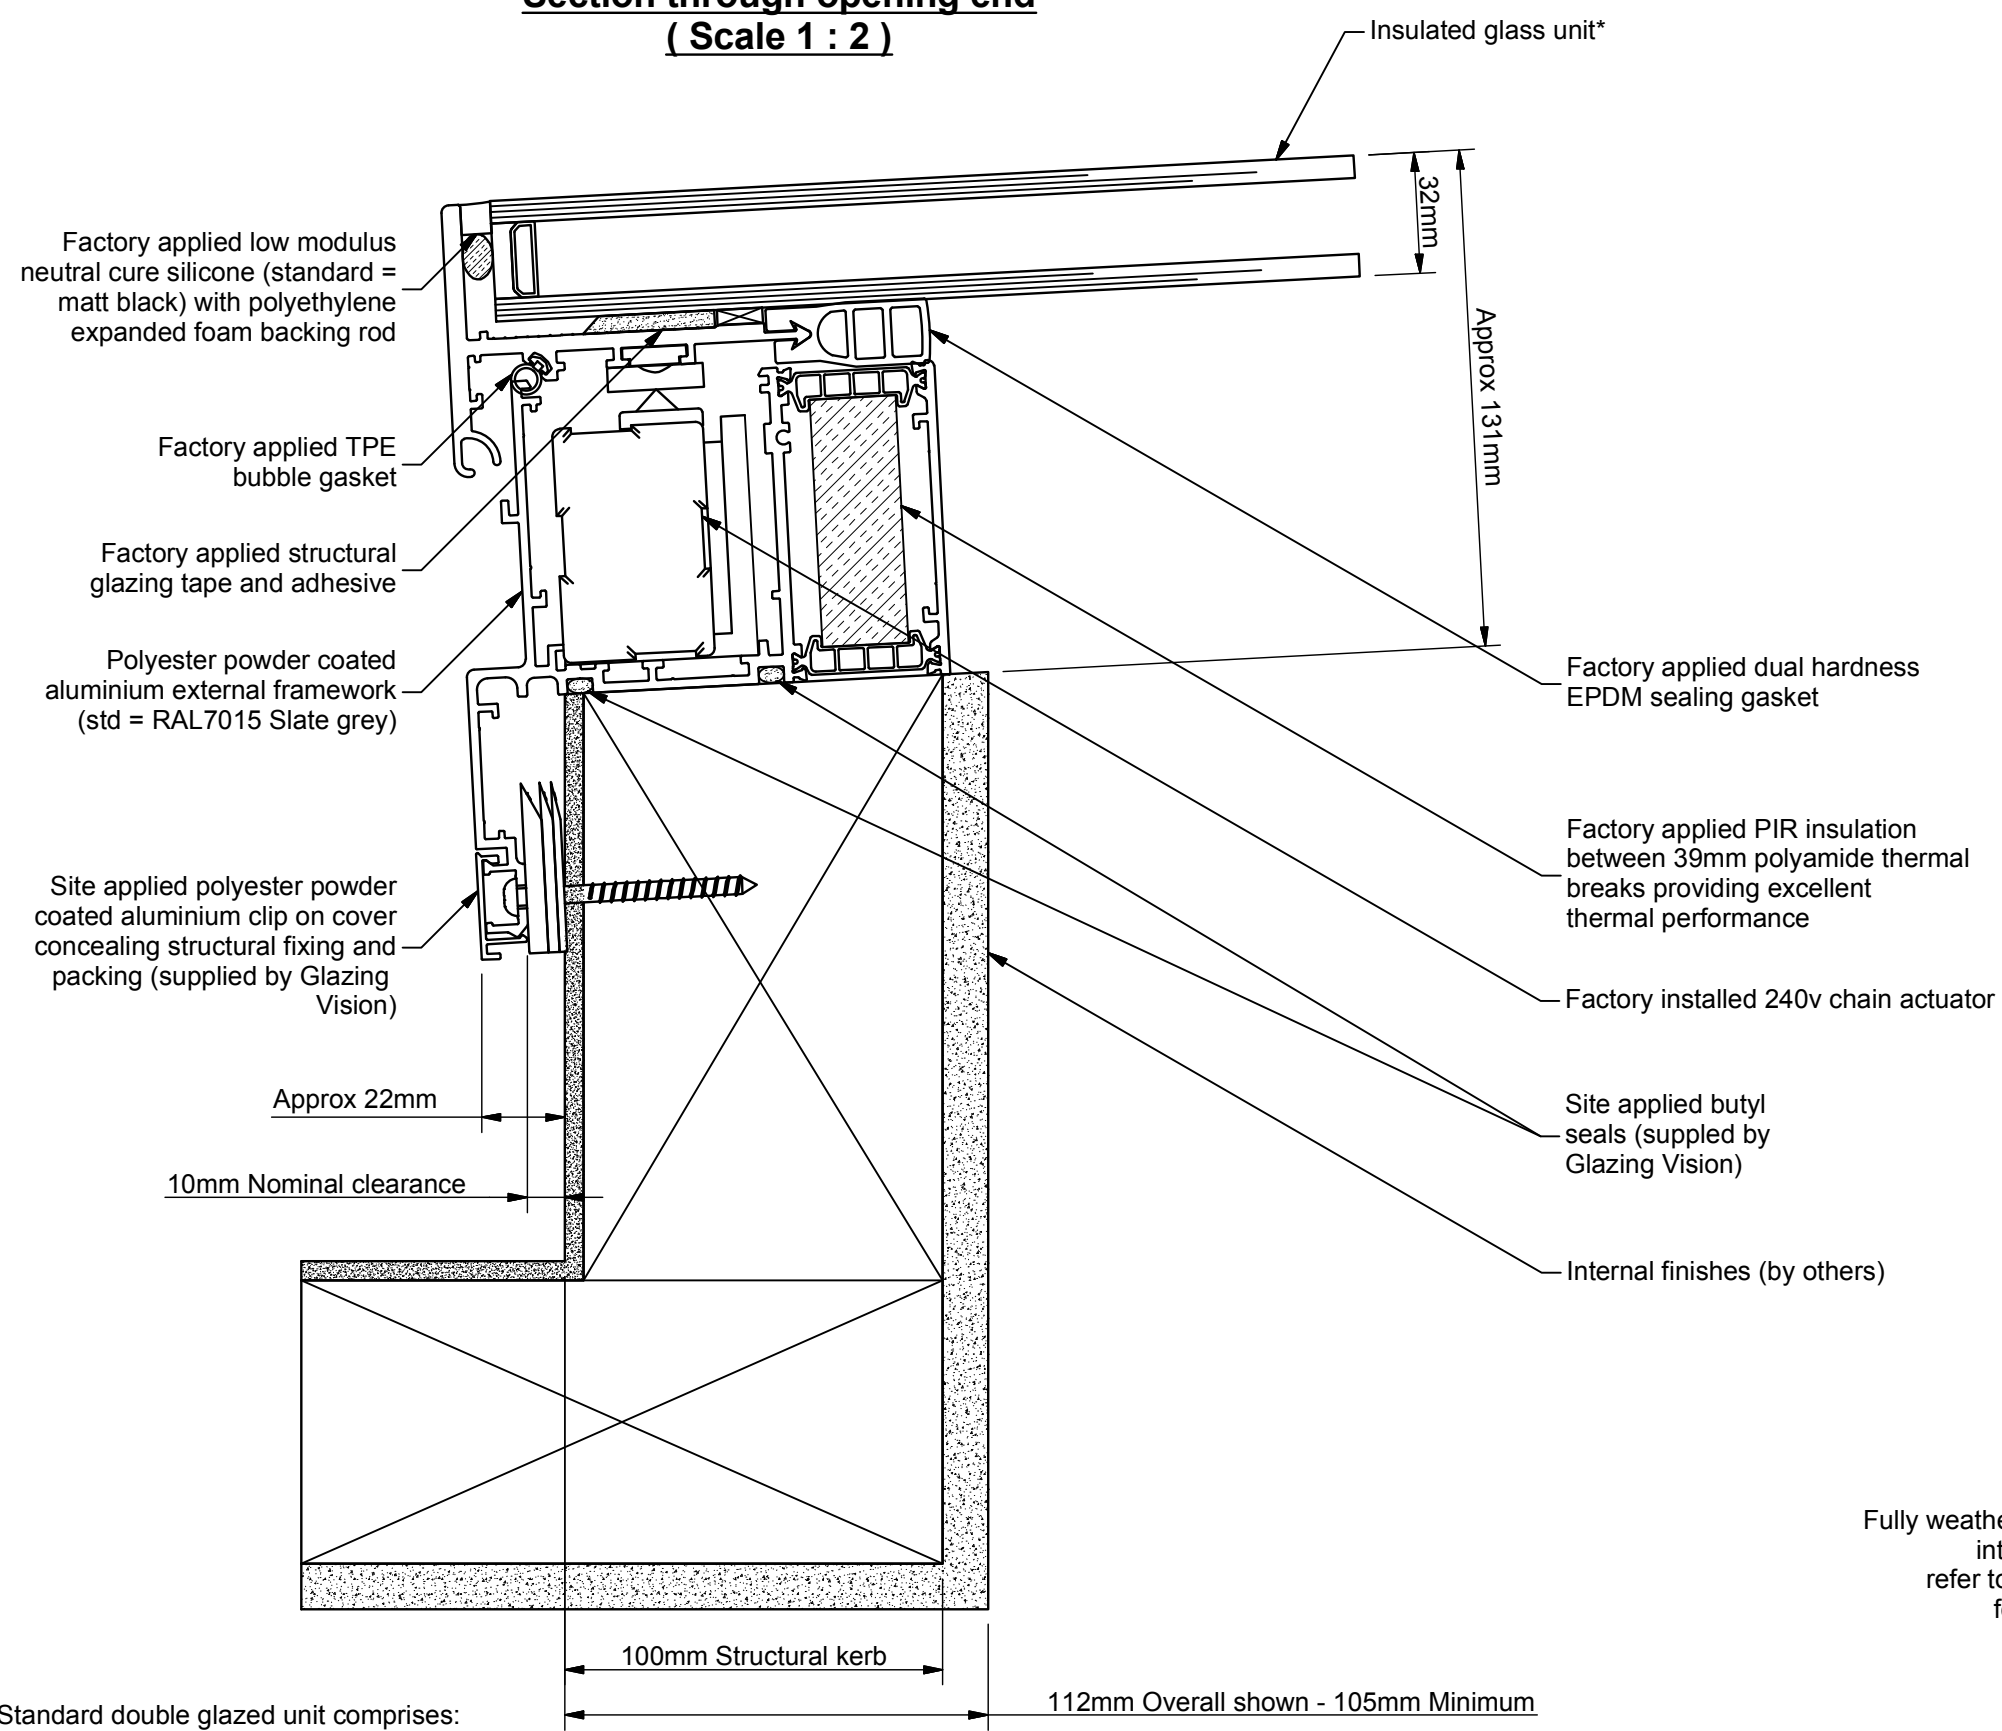 Section through opening end
( Scale 1 : 2 )
Insulated glass unit*
32mm
Approx 131mm
Factory applied low modulus
neutral cure silicone (standard =
matt black) with polyethylene
expanded foam backing rod
Factory applied TPE
bubble gasket
Factory applied structural
glazing tape and adhesive
Polyester powder coated
aluminium external framework
(std = RAL7015 Slate grey)
Site applied polyester powder
coated aluminium clip on cover
concealing structural fixing and
packing (supplied by Glazing
Vision)
Approx 22mm
10mm Nominal clearance
Factory applied dual hardness
EPDM sealing gasket
Factory applied PIR insulation
between 39mm polyamide thermal
breaks providing excellent
thermal performance
Factory installed 240v chain actuator
Site applied butyl
seals (suppled by
Glazing Vision)
Internal finishes (by others)
Fully
refer
100mm Structural kerb
112mm Overall shown - 105mm Minimum
Standard double glazed unit comprises: